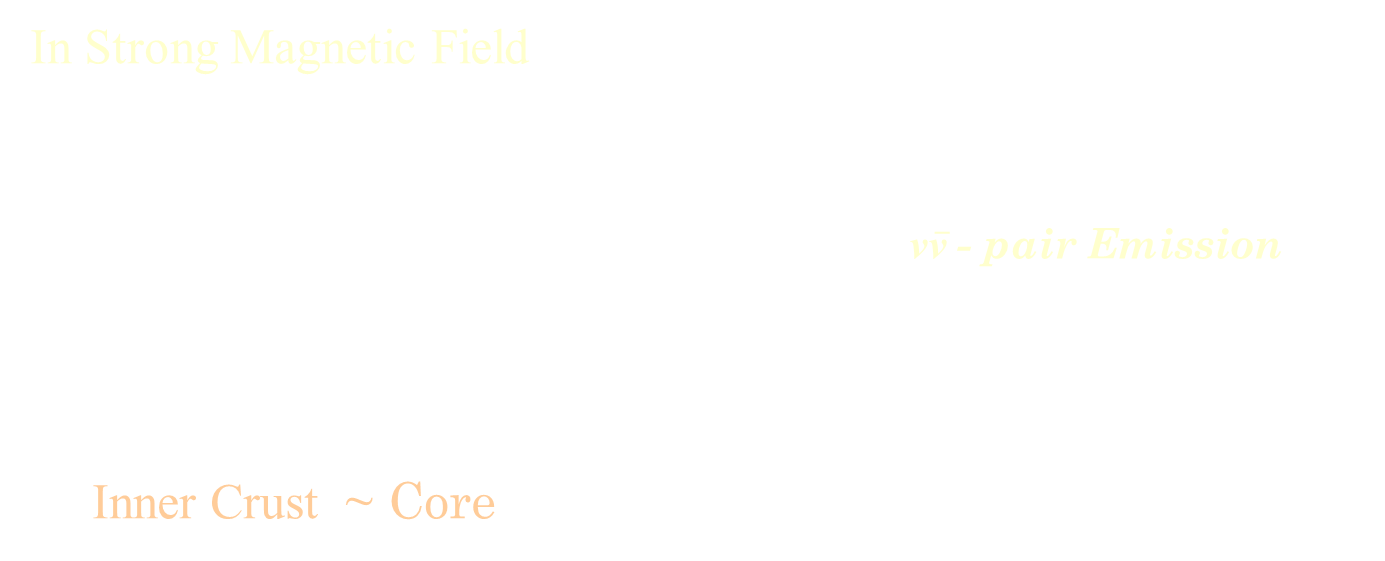 In Strong Magnetic Field
νν̄ - pair Emission
Inner Crust ~ Core